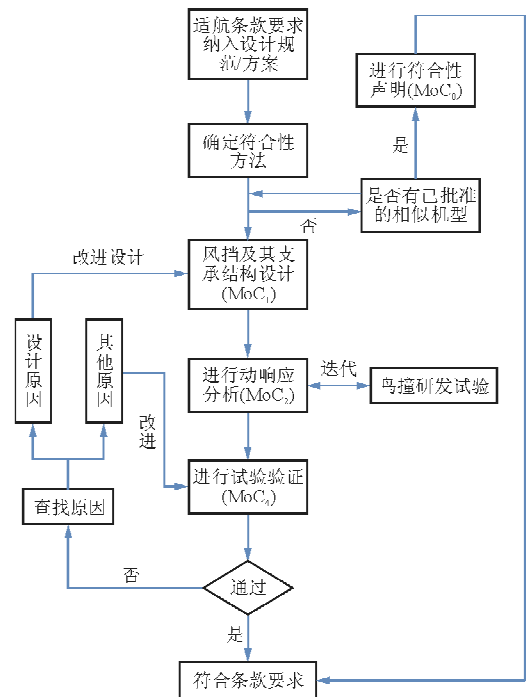 适航条款要求
纳入设计规
范/方案
进行符合性
声明(MoC₀)
是
确定符合性
方法
是否有已批准
的相似机型
否
风挡及其支
承结构设计
(MoC₁)
改进设计
设计原因
其他原因
进行动响应
分析(MoC₂)
迭代
鸟撞研发试验
改进
进行试验验证
(MoC₄)
查找原因
否
通过
是
符合条款要求